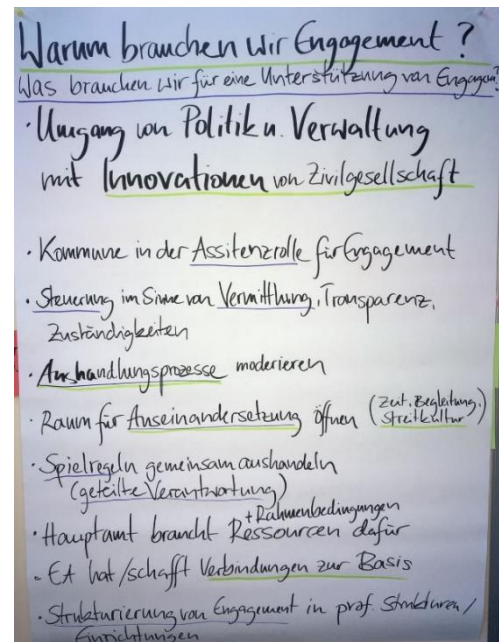 Warum brauchen wir Engagement?
Was brauchen wir für eine Unterstützung von Engagem?
· Umgang von Politik u. Verwaltung
mit Innovationen von Zivilgesellschaft
· Kommune in der Assitenzrolle für Engagement
· Steuerung im Sinne von Vermittlung, Transparenz,
Zuständigkeiten
· Aushandlungsprozesse moderieren
· Raum für Auseinandersetzung öffnen (Zeit, Begleitung,
Streitkultur)
· Spielregeln gemeinsam aushandeln
(geteilte Verantwortung)
+Rahmenbedingungen
· Hauptamt braucht Ressourcen dafür
- EA hat/schafft Verbindungen zur Basis
· Strukturierung von Engagement in prof. Strukturen/
Einrichtungen